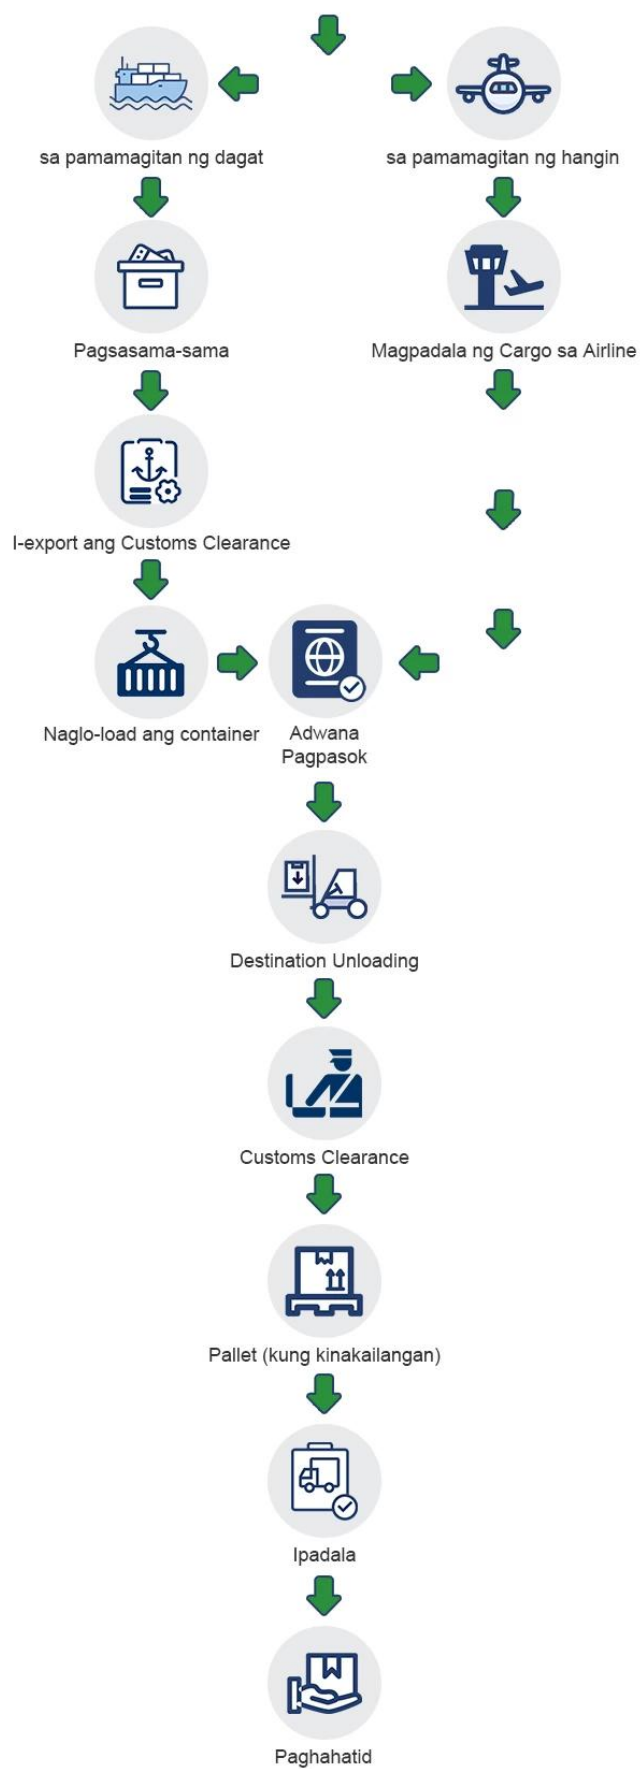 sa pamamagitan ng dagat
sa pamamagitan ng hangin
Pagsasama-sama
Magpadala ng Cargo sa Airline
I-export ang Customs Clearance
Naglo-load ang container
Adwana
Pagpasok
Destination Unloading
Customs Clearance
Pallet (kung kinakailangan)
Ipadala
Paghahatid